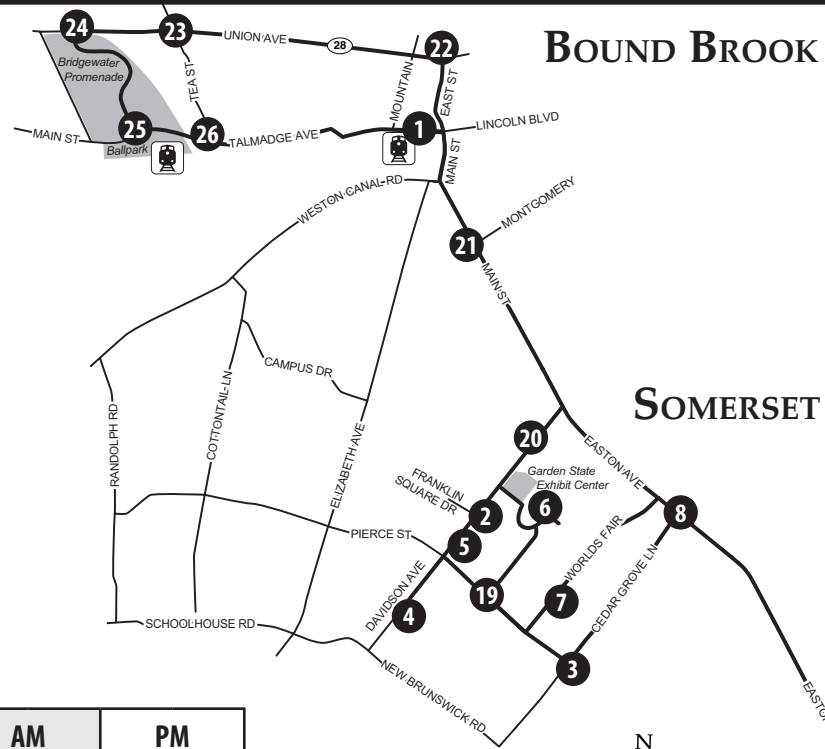 BOUND BROOK
24
23
UNION AVE
28
22
Bridgewater
Promenade
TEA ST
MOUNTAIN
EAST ST
25
26
1
LINCOLN BLVD
MAIN ST
Ballpark
TALMADGE AVE
MAIN ST
WESTON CANAL RD
MONTGOMERY
21
MAIN ST
CAMPUS DR
SOMERSET
RANDOLPH RD
COTTONTAIL LN
ELIZABETH AVE
20
EASTON AVE
FRANKLIN
SQUARE DR
Garden State
Exhibit Center
2
6
8
PIERCE ST
5
WORLDS FAIR
19
7
CEDAR GROVE LN
DAVIDSON AVE
4
SCHOOLHOUSE RD
3
NEW BRUNSWICK RD
AM
PM
N